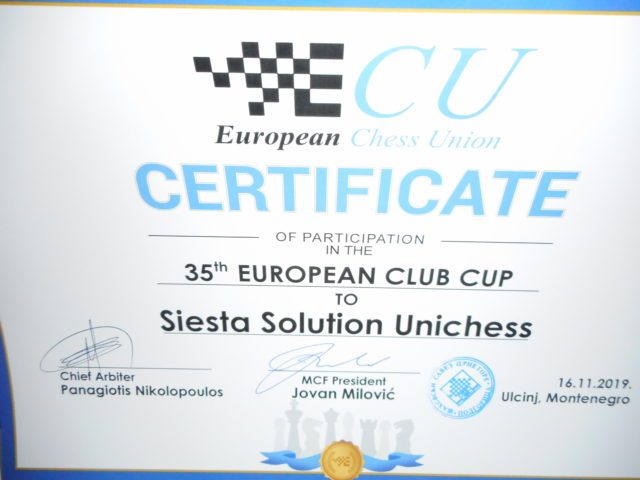 ECU
European Chess Union
CERTIFICATE
OF PARTICIPATION
IN THE
35th EUROPEAN CLUB CUP
TO
Siesta Solution Unichess
Chief Arbiter
Panagiotis Nikolopoulos
MCF President
Jovan Milović
16.11.2019.
Ulcinj, Montenegro